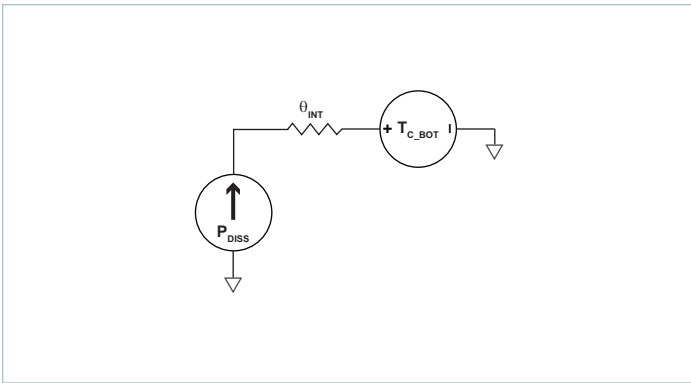 θINT
+ TC_BOT –
PDISS